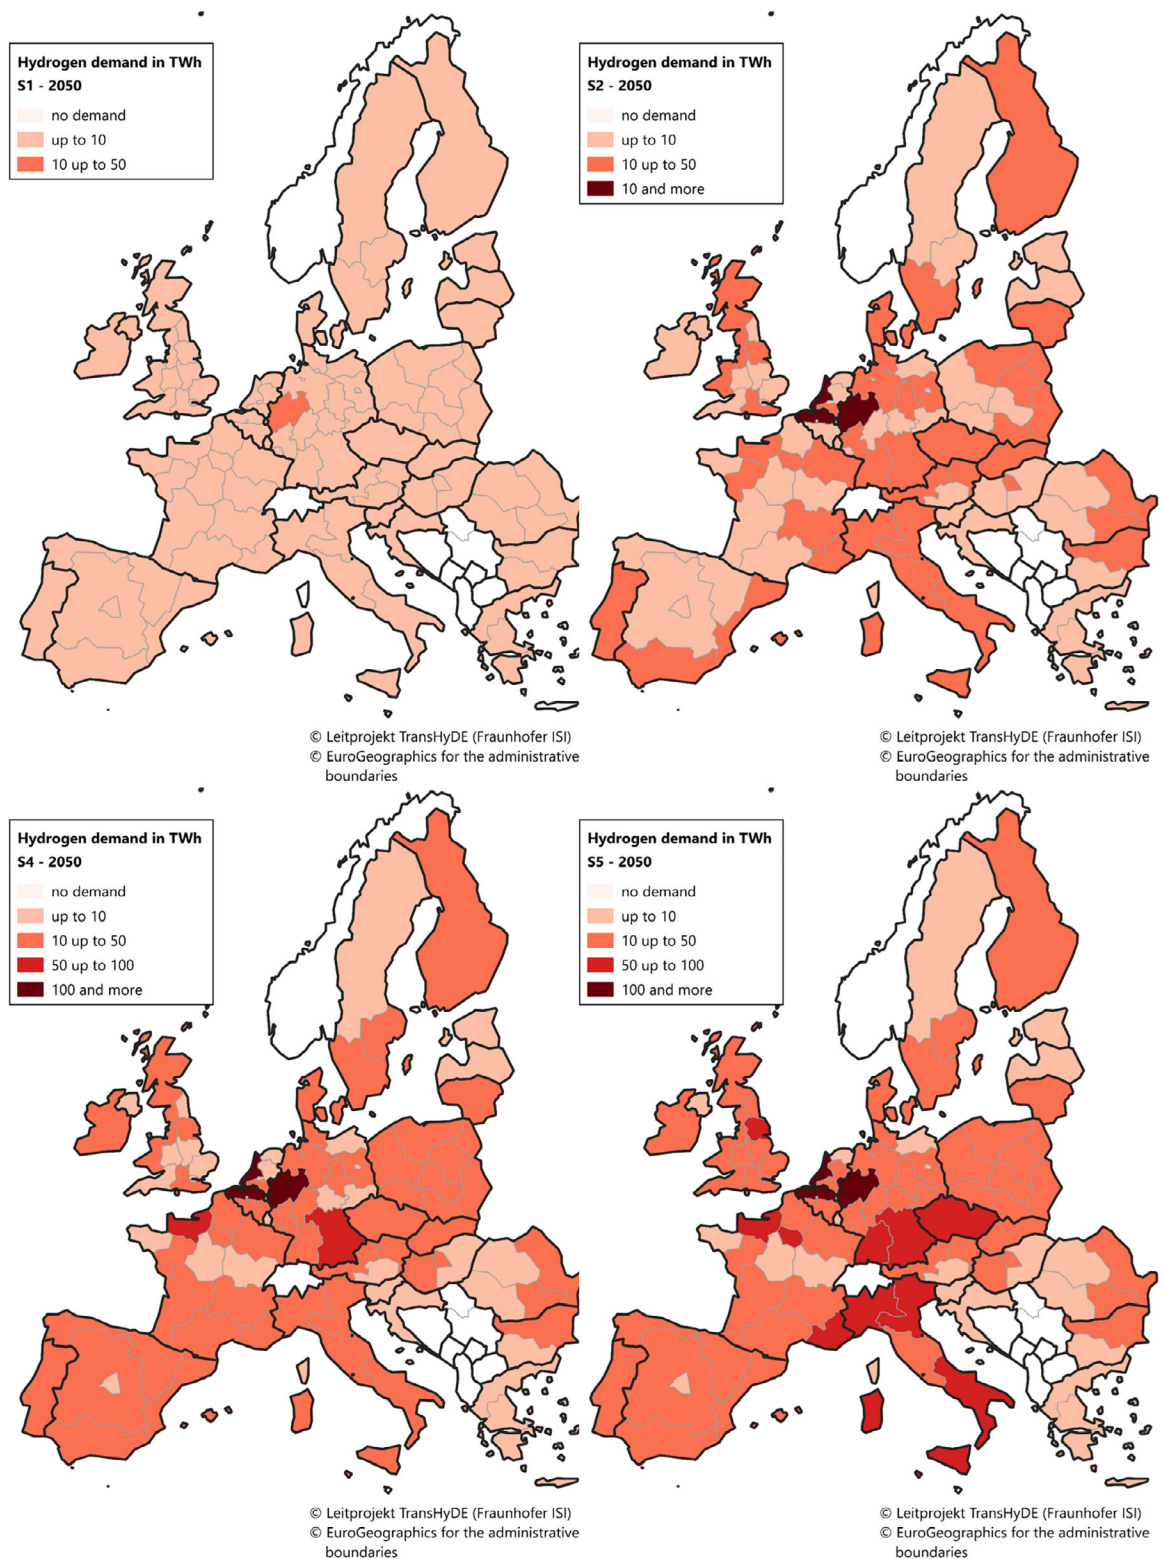 Hydrogen demand in TWh
S1 - 2050
no demand
up to 10
10 up to 50
© Leitprojekt TransHyDE (Fraunhofer ISI)
© EuroGeographics for the administrative
boundaries
Hydrogen demand in TWh
S2 - 2050
no demand
up to 10
10 up to 50
10 and more
© Leitprojekt TransHyDE (Fraunhofer ISI)
© EuroGeographics for the administrative
boundaries
Hydrogen demand in TWh
S4 - 2050
no demand
up to 10
10 up to 50
50 up to 100
100 and more
© Leitprojekt TransHyDE (Fraunhofer ISI)
© EuroGeographics for the administrative
boundaries
Hydrogen demand in TWh
S5 - 2050
no demand
up to 10
10 up to 50
50 up to 100
100 and more
© Leitprojekt TransHyDE (Fraunhofer ISI)
© EuroGeographics for the administrative
boundaries